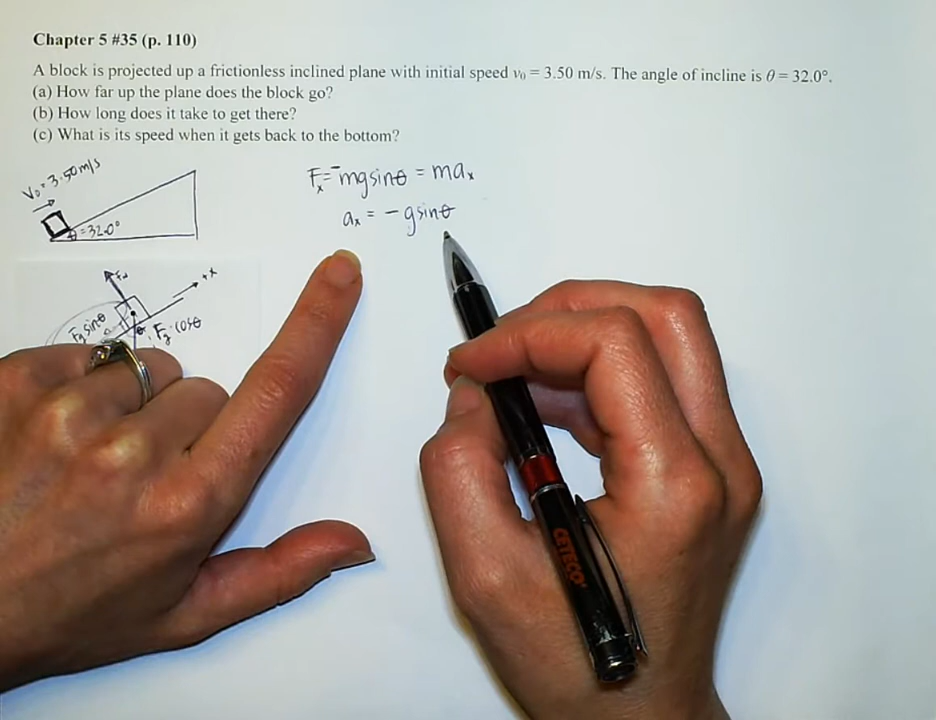 Chapter 5 #35 (p. 110)
A block is projected up a frictionless inclined plane with initial speed v₀ = 3.50 m/s. The angle of incline is θ = 32.0°.
(a) How far up the plane does the block go?
(b) How long does it take to get there?
(c) What is its speed when it gets back to the bottom?
V₀ = 3.50 m/s
θ = 32.0°
Fₓ = -mg sinθ = maₓ
aₓ = - g sinθ
+x
Fg sinθ
θ
Fg cosθ
CETECO